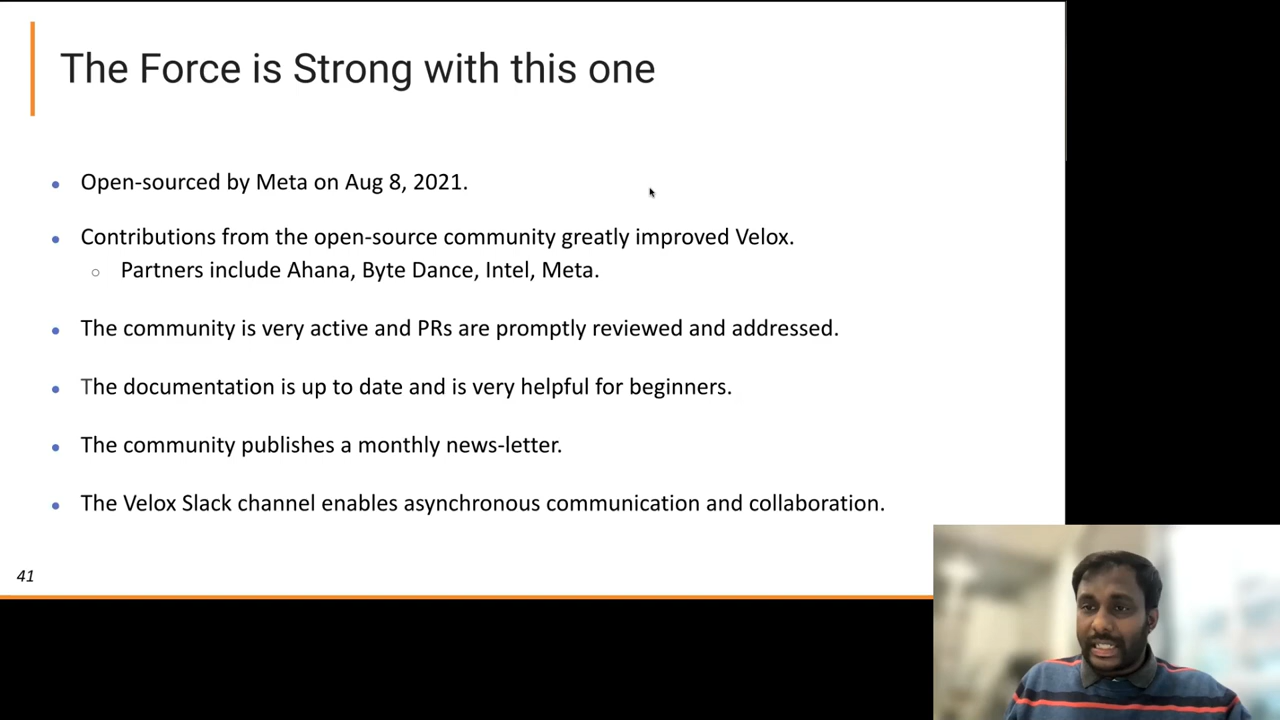 The Force is Strong with this one
Open-sourced by Meta on Aug 8, 2021.
Contributions from the open-source community greatly improved Velox.
Partners include Ahana, Byte Dance, Intel, Meta.
The community is very active and PRs are promptly reviewed and addressed.
The documentation is up to date and is very helpful for beginners.
The community publishes a monthly news-letter.
The Velox Slack channel enables asynchronous communication and collaboration.
41